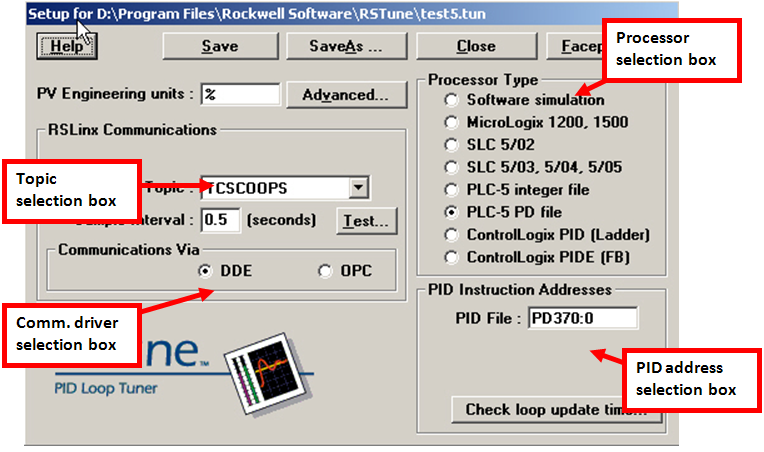 Setup for D:\Program Files\Rockwell Software\RSTune\test5.tun
Help
Save
SaveAs ...
Close
Processor
selection box
PV Engineering units : %
Advanced...
Processor Type
Software simulation
MicroLogix 1200, 1500
SLC 5/02
SLC 5/03, 5/04, 5/05
PLC-5 integer file
PLC-5 PD file
ControlLogix PID (Ladder)
ControlLogix PIDE (FB)
RSLinx Communications
Topic
selection box
Topic : TCSCOOPS
Interval : 0.5 (seconds)
Test...
Communications Via
DDE
OPC
Comm. driver
selection box
PID Instruction Addresses
PID File : PD370:0
PID address
selection box
Check loop update time...
PID Loop Tuner